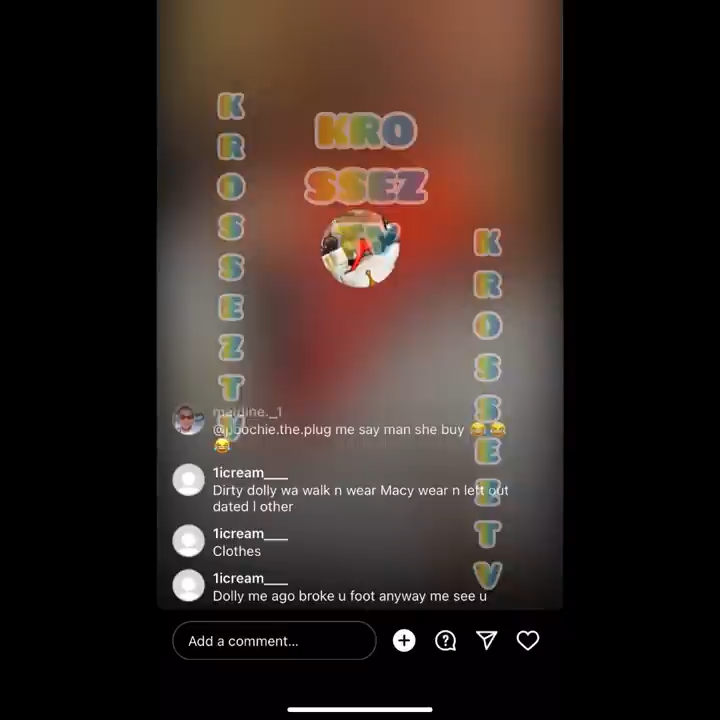 KRO
SSEZ
TV
K
R
O
S
S
E
Z
T
V
K
R
O
S
S
E
T
V
@poochie.the.plug me say man she buy 😂😂
😂
1icream___
Dirty dolly wa walk n wear Macy wear n left out
dated l other
1icream___
Clothes
1icream___
Dolly me ago broke u foot anyway me see u
Add a comment...